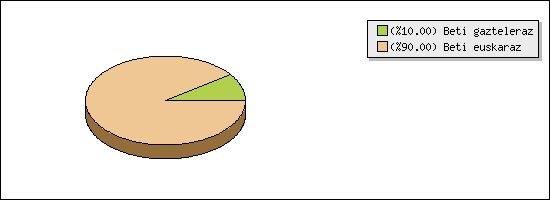 (%10.00) Beti gazteleraz
(%90.00) Beti euskaraz